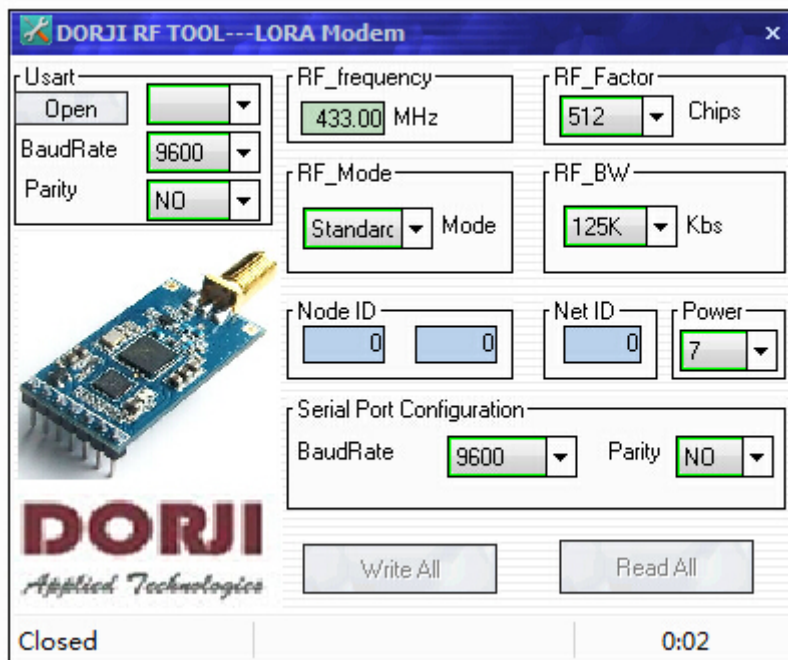 DORJI RF TOOL---LORA Modem
Usart
Open
BaudRate 9600
Parity NO
RF_frequency
433.00 MHz
RF_Factor
512 Chips
RF_Mode
Standarc Mode
RF_BW
125K Kbs
Node ID
0 0
Net ID
0
Power
7
Serial Port Configuration
BaudRate 9600 Parity NO
DORJI
Applied Technologies
Write All Read All
Closed 0:02